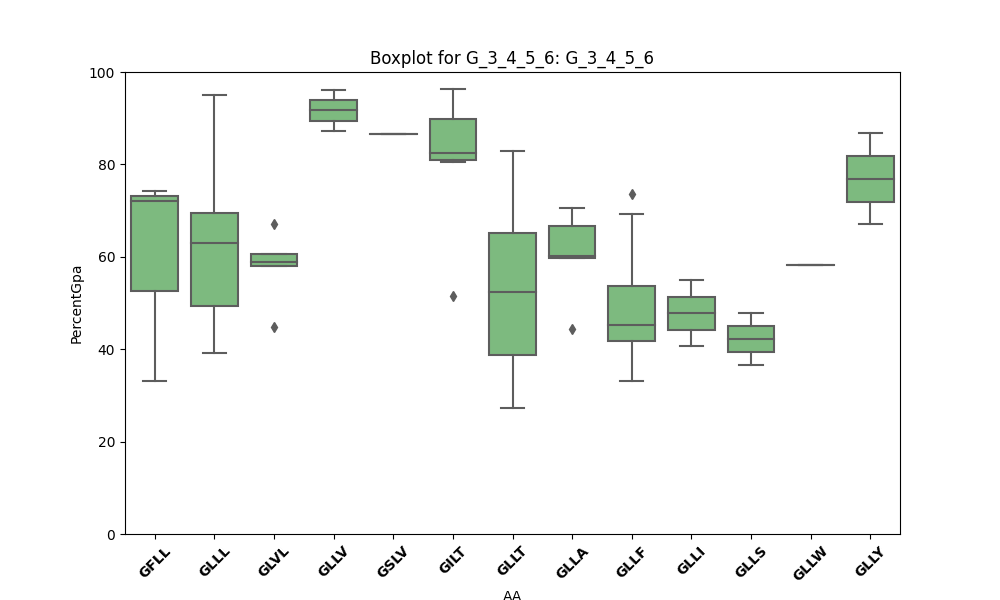 Boxplot for G_3_4_5_6: G_3_4_5_6
PercentGpa
100
80
60
40
20
0
GFLL GLLL GLVL GLLV GSLV GILT GLLT GLLA GLLF GLLI GLLS GLLW GLLY
AA